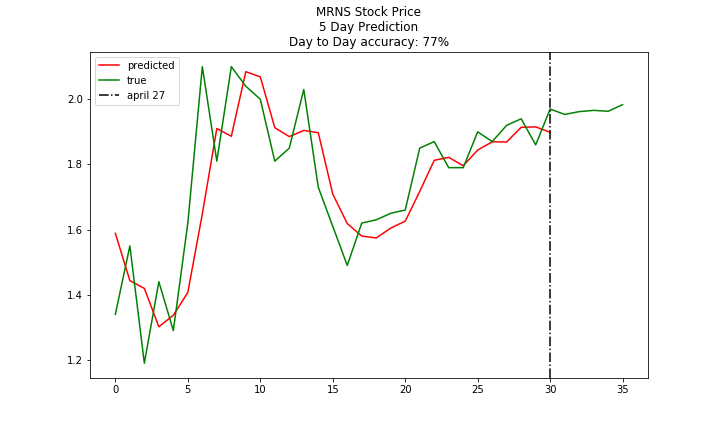 MRNS Stock Price
5 Day Prediction
Day to Day accuracy: 77%
predicted
true
april 27
2.0
1.8
1.6
1.4
1.2
0 5 10 15 20 25 30 35